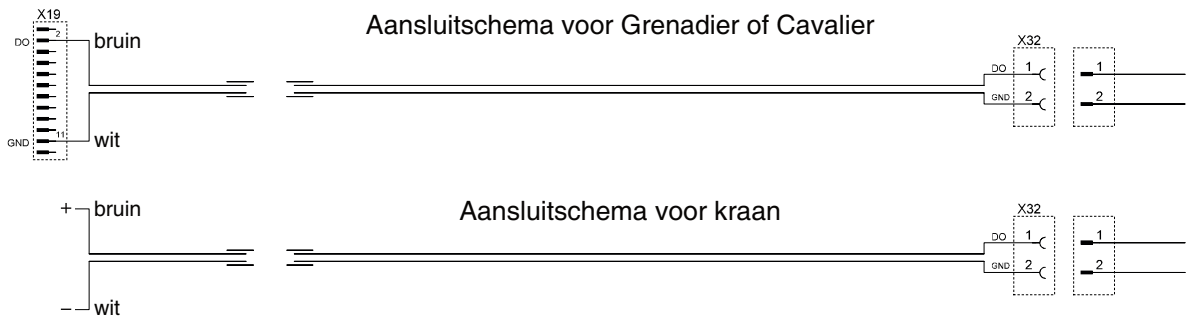 Aansluitschema voor Grenadier of Cavalier
X19
2
DO
bruin
11
GND
wit
X32
DO 1 1
GND 2 2
Aansluitschema voor kraan
+ bruin
− wit
X32
DO 1 1
GND 2 2